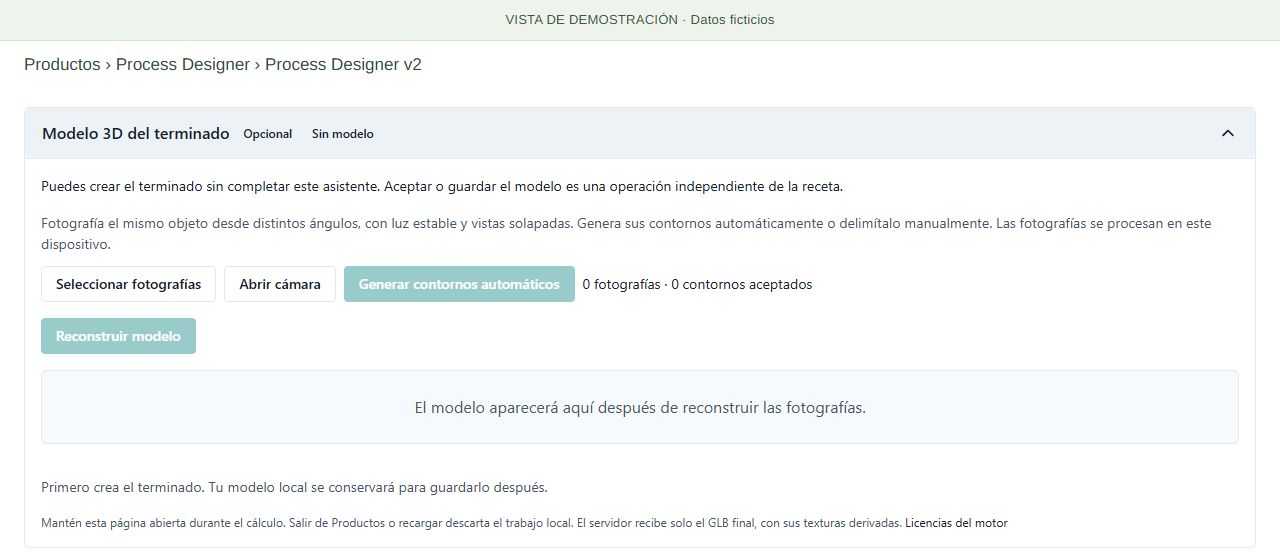 VISTA DE DEMOSTRACIÓN · Datos ficticios
Productos › Process Designer › Process Designer v2
Modelo 3D del terminado Opcional Sin modelo
Puedes crear el terminado sin completar este asistente. Aceptar o guardar el modelo es una operación independiente de la receta.
Fotografía el mismo objeto desde distintos ángulos, con luz estable y vistas solapadas. Genera sus contornos automáticamente o delimítalo manualmente. Las fotografías se procesan en este
dispositivo.
Seleccionar fotografías Abrir cámara Generar contornos automáticos 0 fotografías · 0 contornos aceptados
Reconstruir modelo
El modelo aparecerá aquí después de reconstruir las fotografías.
Primero crea el terminado. Tu modelo local se conservará para guardarlo después.
Mantén esta página abierta durante el cálculo. Salir de Productos o recargar descarta el trabajo local. El servidor recibe solo el GLB final, con sus texturas derivadas. Licencias del motor